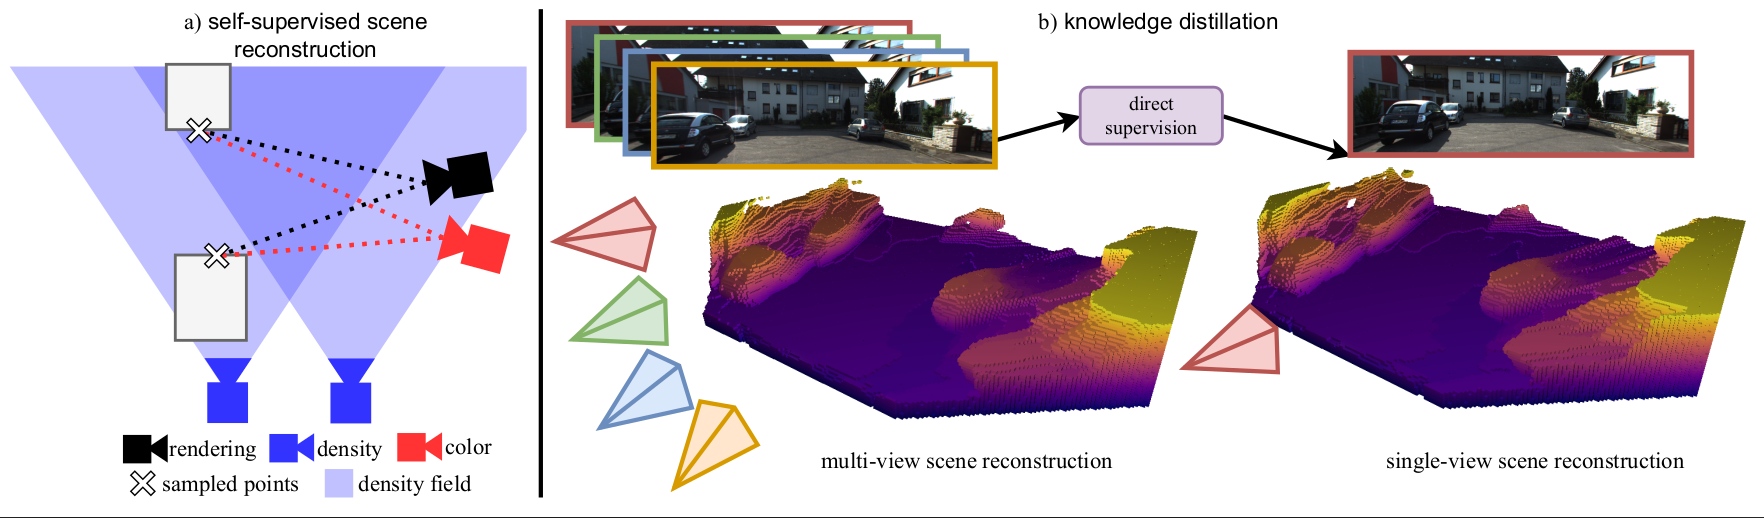 a) self-supervised scene
reconstruction
rendering density color
sampled points density field
b) knowledge distillation
direct
supervision
multi-view scene reconstruction
single-view scene reconstruction